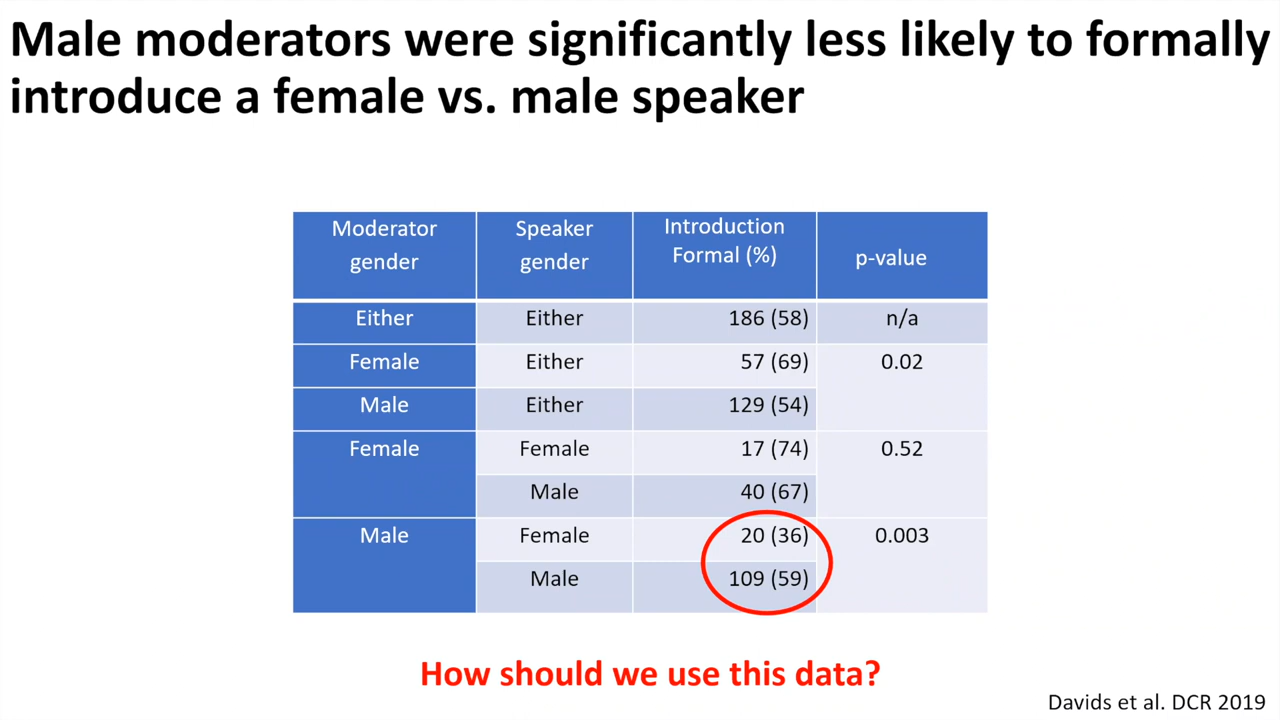 Male moderators were significantly less likely to formally
introduce a female vs. male speaker
Moderator gender Speaker gender Introduction Formal (%) p-value
Either Either 186 (58) n/a
Female Either 57 (69) 0.02
Male Either 129 (54)
Female Female 17 (74) 0.52
Male 40 (67)
Male Female 20 (36) 0.003
Male 109 (59)
How should we use this data?
Davids et al. DCR 2019